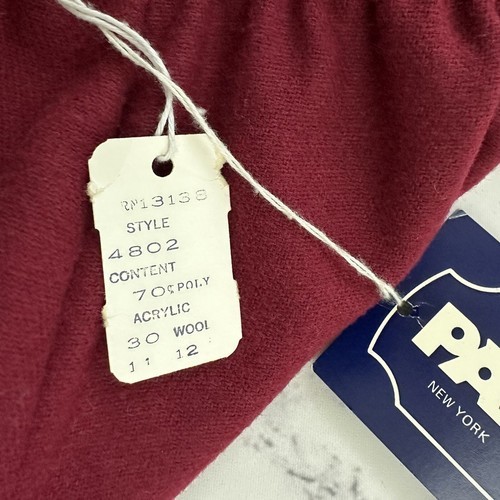 RN13138
STYLE
4802
CONTENT
70% POLY
ACRYLIC
30 WOOL
11 12
NEW YORK